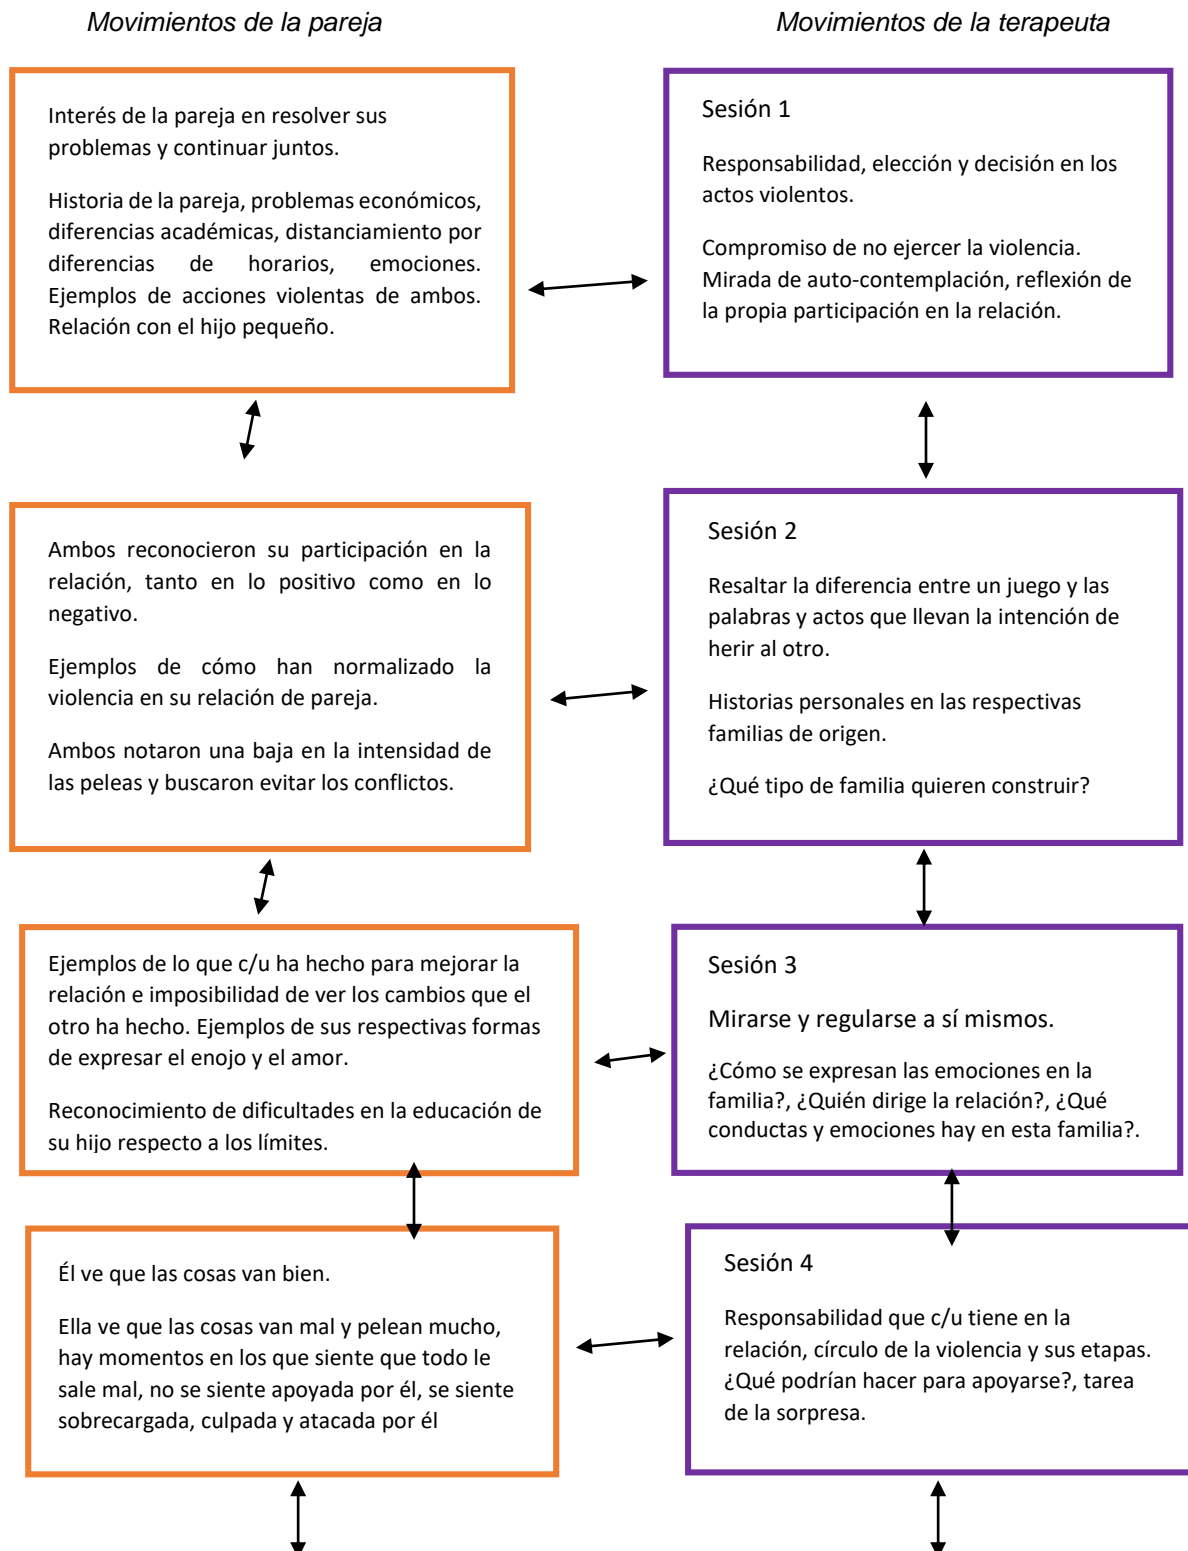 Movimientos de la pareja
Movimientos de la terapeuta
Interés de la pareja en resolver sus
problemas y continuar juntos.
Historia de la pareja, problemas económicos,
diferencias académicas, distanciamiento por
diferencias de horarios, emociones.
Ejemplos de acciones violentas de ambos.
Relación con el hijo pequeño.
Sesión 1
Responsabilidad, elección y decisión en los
actos violentos.
Compromiso de no ejercer la violencia.
Mirada de auto-contemplación, reflexión de
la propia participación en la relación.
Ambos reconocieron su participación en la
relación, tanto en lo positivo como en lo
negativo.
Ejemplos de cómo han normalizado la
violencia en su relación de pareja.
Ambos notaron una baja en la intensidad de
las peleas y buscaron evitar los conflictos.
Sesión 2
Resaltar la diferencia entre un juego y las
palabras y actos que llevan la intención de
herir al otro.
Historias personales en las respectivas
familias de origen.
¿Qué tipo de familia quieren construir?
Ejemplos de lo que c/u ha hecho para mejorar la
relación e imposibilidad de ver los cambios que el
otro ha hecho. Ejemplos de sus respectivas formas
de expresar el enojo y el amor.
Reconocimiento de dificultades en la educación de
su hijo respecto a los límites.
Sesión 3
Mirarse y regularse a sí mismos.
¿Cómo se expresan las emociones en la
familia?, ¿Quién dirige la relación?, ¿Qué
conductas y emociones hay en esta familia?.
Él ve que las cosas van bien.
Ella ve que las cosas van mal y pelean mucho,
hay momentos en los que siente que todo le
sale mal, no se siente apoyada por él, se siente
sobrecargada, culpada y atacada por él
Sesión 4
Responsabilidad que c/u tiene en la
relación, círculo de la violencia y sus etapas.
¿Qué podrían hacer para apoyarse?, tarea
de la sorpresa.